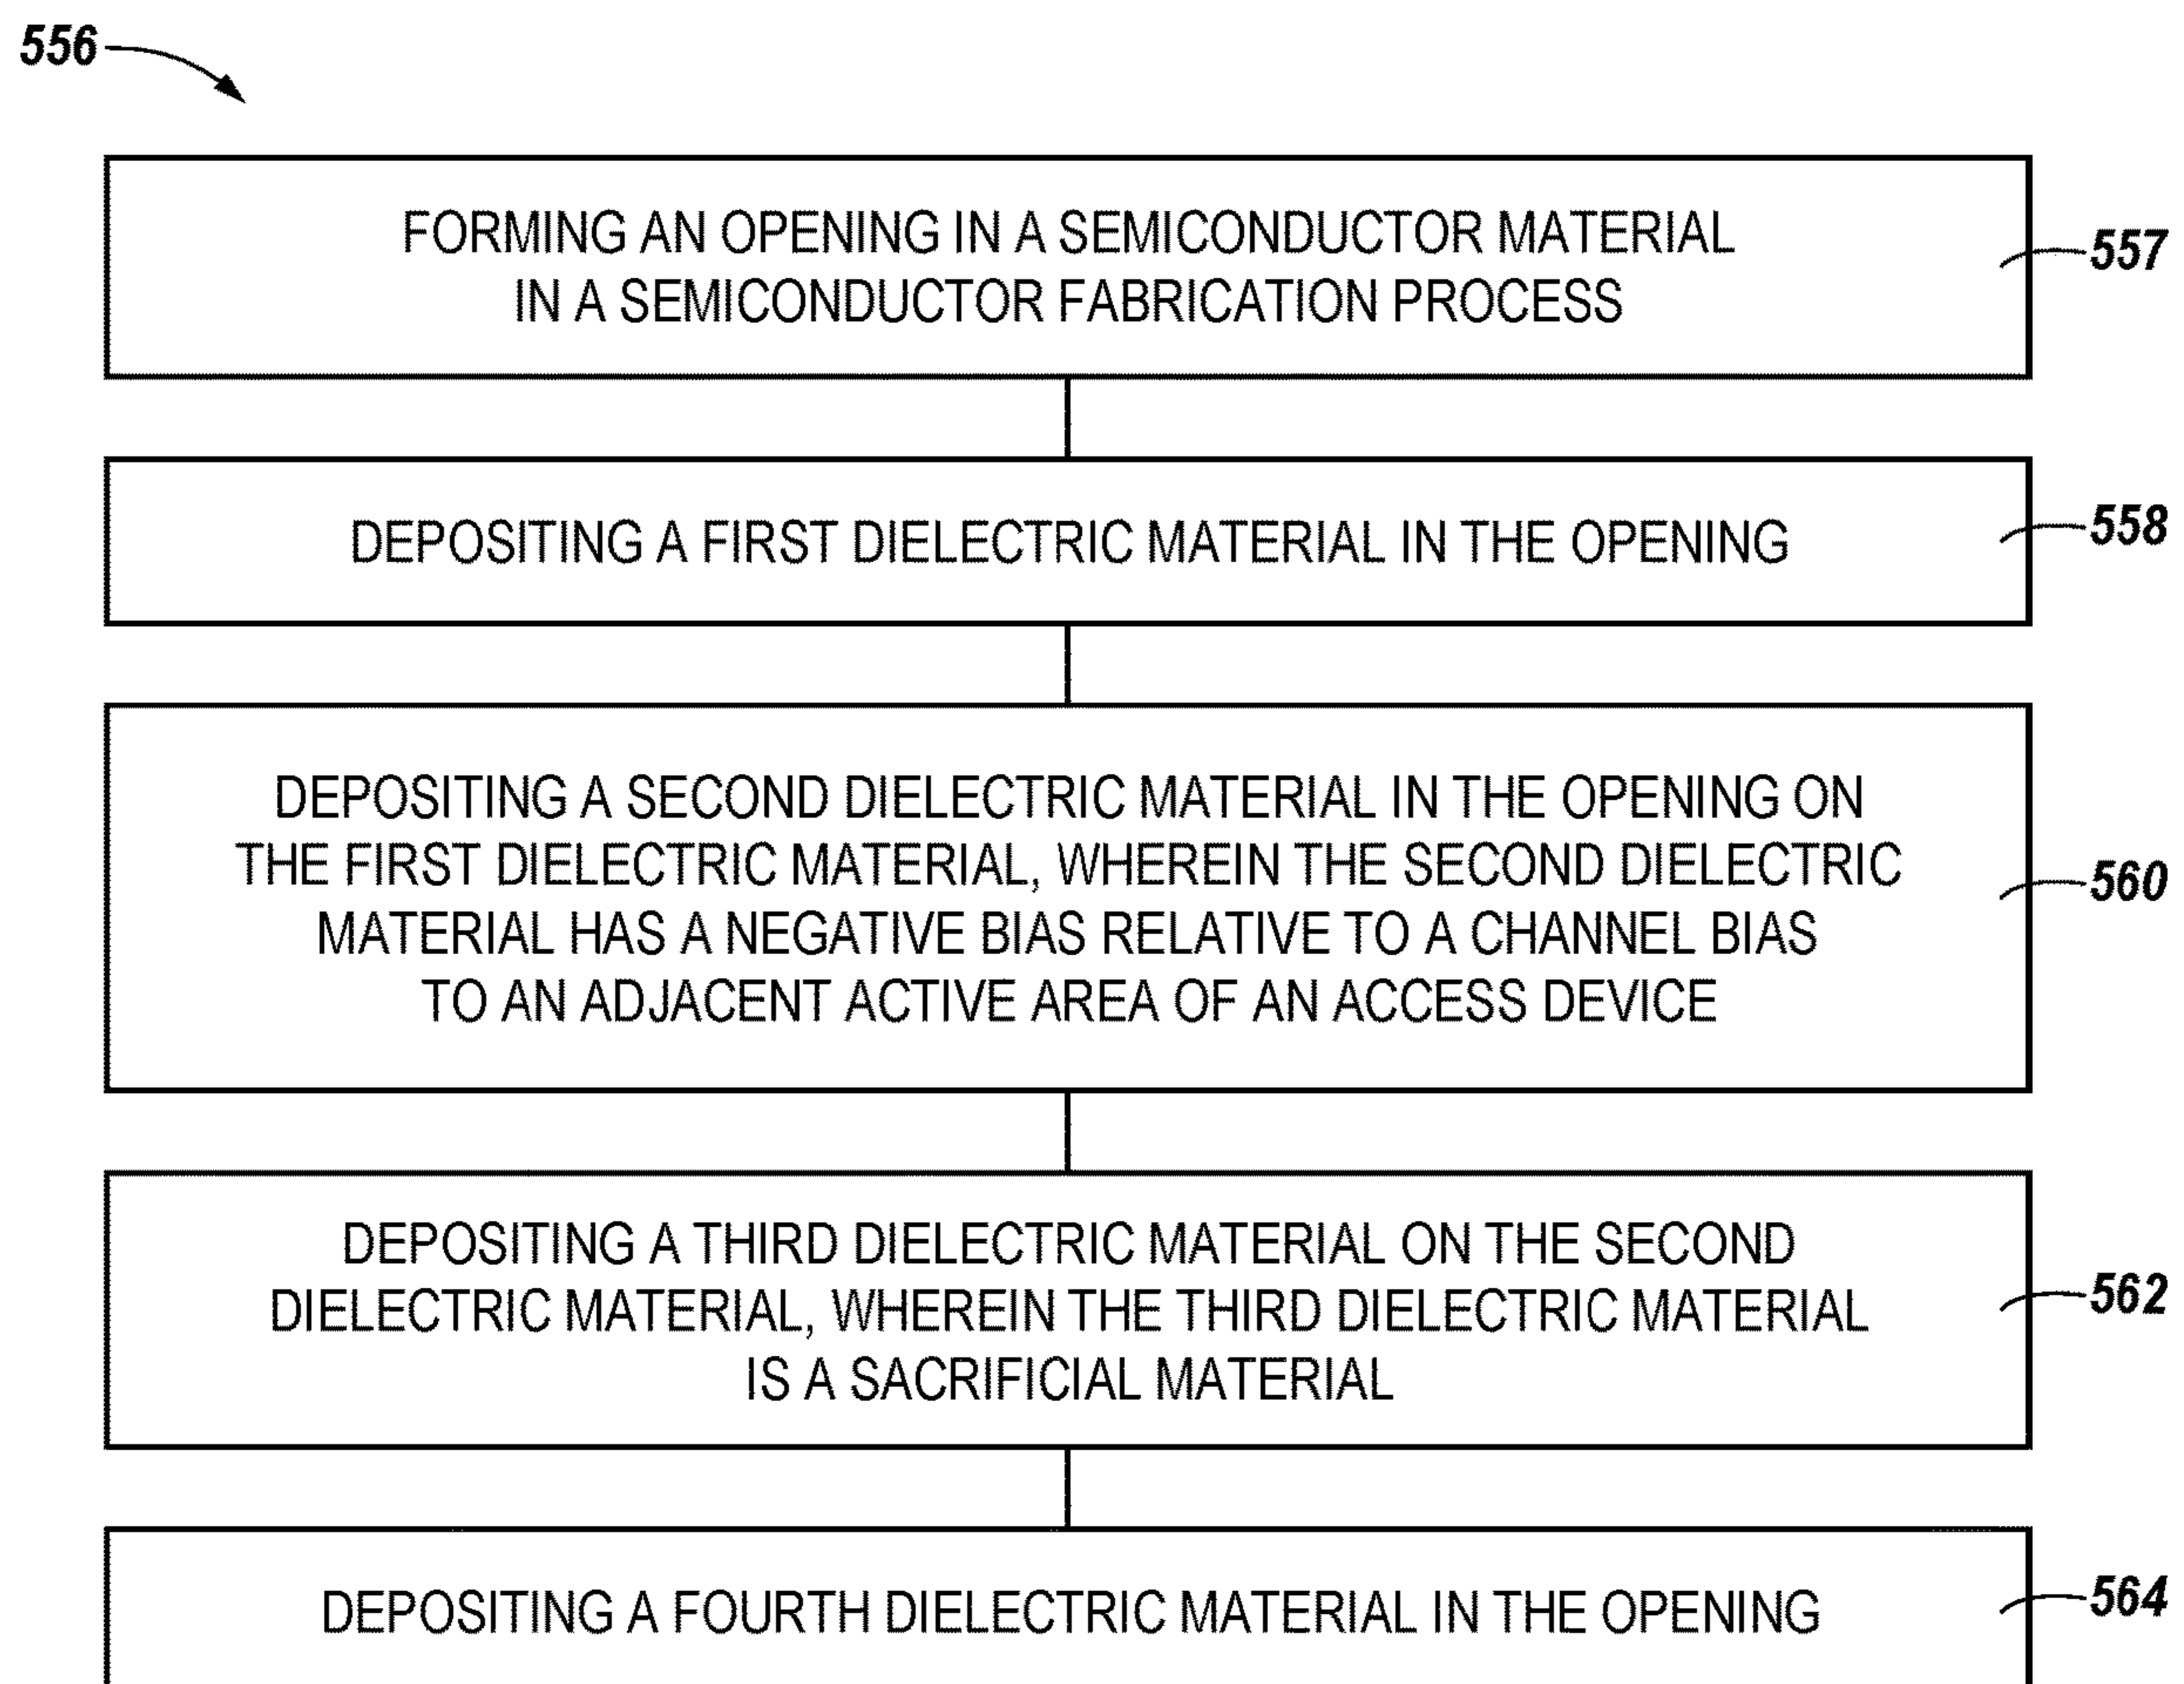 556
FORMING AN OPENING IN A SEMICONDUCTOR MATERIAL
IN A SEMICONDUCTOR FABRICATION PROCESS
557
DEPOSITING A FIRST DIELECTRIC MATERIAL IN THE OPENING
558
DEPOSITING A SECOND DIELECTRIC MATERIAL IN THE OPENING ON
THE FIRST DIELECTRIC MATERIAL, WHEREIN THE SECOND DIELECTRIC
MATERIAL HAS A NEGATIVE BIAS RELATIVE TO A CHANNEL BIAS
TO AN ADJACENT ACTIVE AREA OF AN ACCESS DEVICE
560
DEPOSITING A THIRD DIELECTRIC MATERIAL ON THE SECOND
DIELECTRIC MATERIAL, WHEREIN THE THIRD DIELECTRIC MATERIAL
IS A SACRIFICIAL MATERIAL
562
DEPOSITING A FOURTH DIELECTRIC MATERIAL IN THE OPENING
564